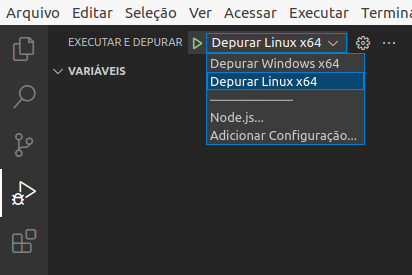 Arquivo Editar Seleção Ver Acessar Executar Termina
EXECUTAR E DEPURAR Depurar Linux x64
VARIÁVEIS
Depurar Windows x64
Depurar Linux x64
Node.js...
Adicionar Configuração...